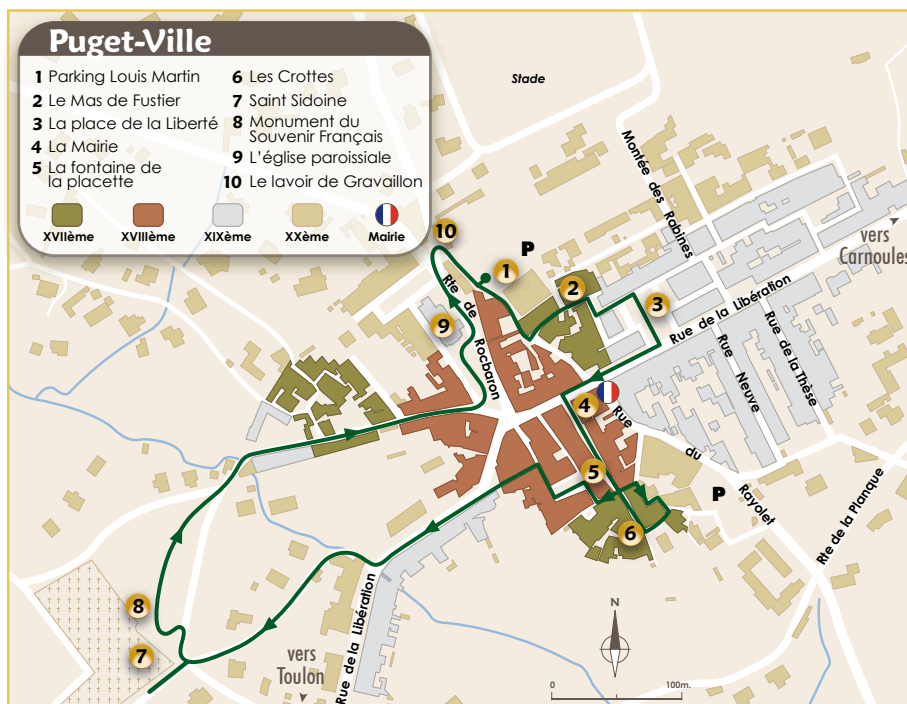 Puget-Ville
1 Parking Louis Martin
2 Le Mas de Fustier
3 La place de la Liberté
4 La Mairie
5 La fontaine de
la placette
6 Les Crottes
7 Saint Sidoine
8 Monument du
Souvenir Français
9 L'église paroissiale
10 Le lavoir de Gravaillon
XVIIème
XVIIIème
XIXème
XXème
Mairie
Stade
Montée des Rabines
vers
Carnoules
10
P
1
2
3
Rte de Rocbaron
9
Rue de la Libération
Rue Neuve
Rue de la Thèse
4
Rue du Rayolet
5
P
6
Rte de la Planque
8
7
Rue de la Libération
vers
Toulon
N
0
100m.